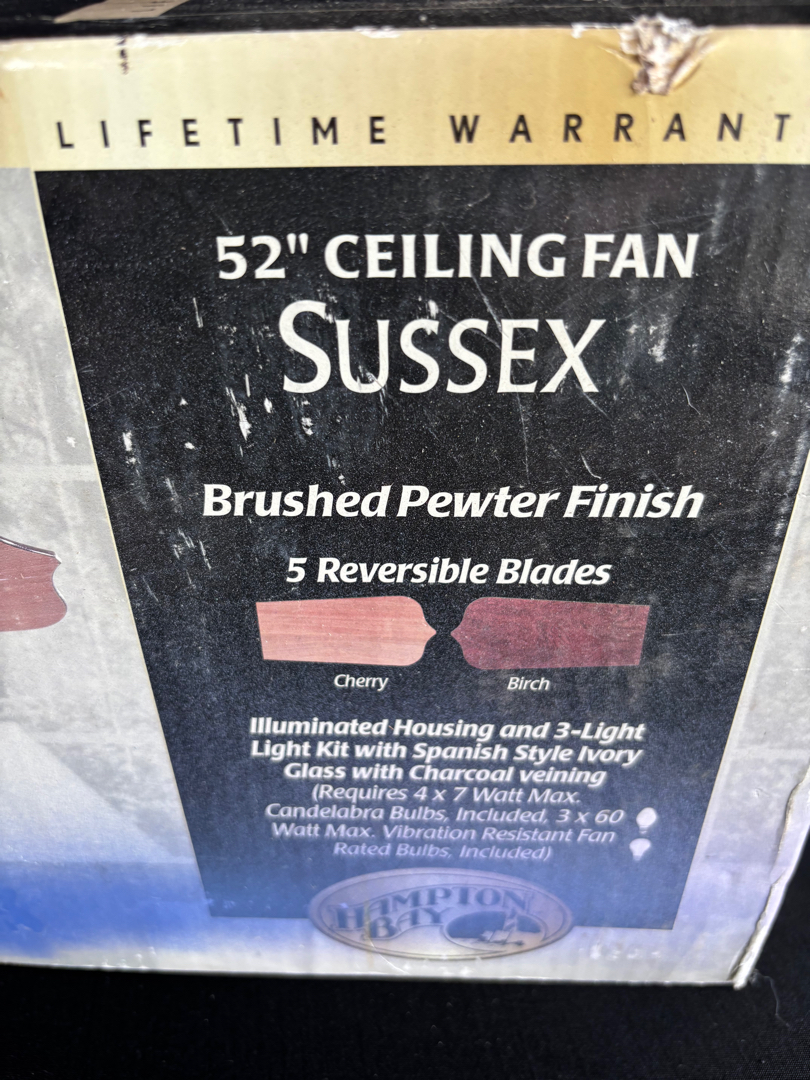 LIFETIME WARRANT
52" CEILING FAN
SUSSEX
Brushed Pewter Finish
5 Reversible Blades
Cherry
Birch
Illuminated Housing and 3-Light
Light Kit with Spanish Style Ivory
Glass with Charcoal veining
(Requires 4 x 7 Watt Max.
Candelabra Bulbs, Included, 3 x 60
Watt Max. Vibration Resistant Fan
Rated Bulbs, Included)
HAMPTON
BAY